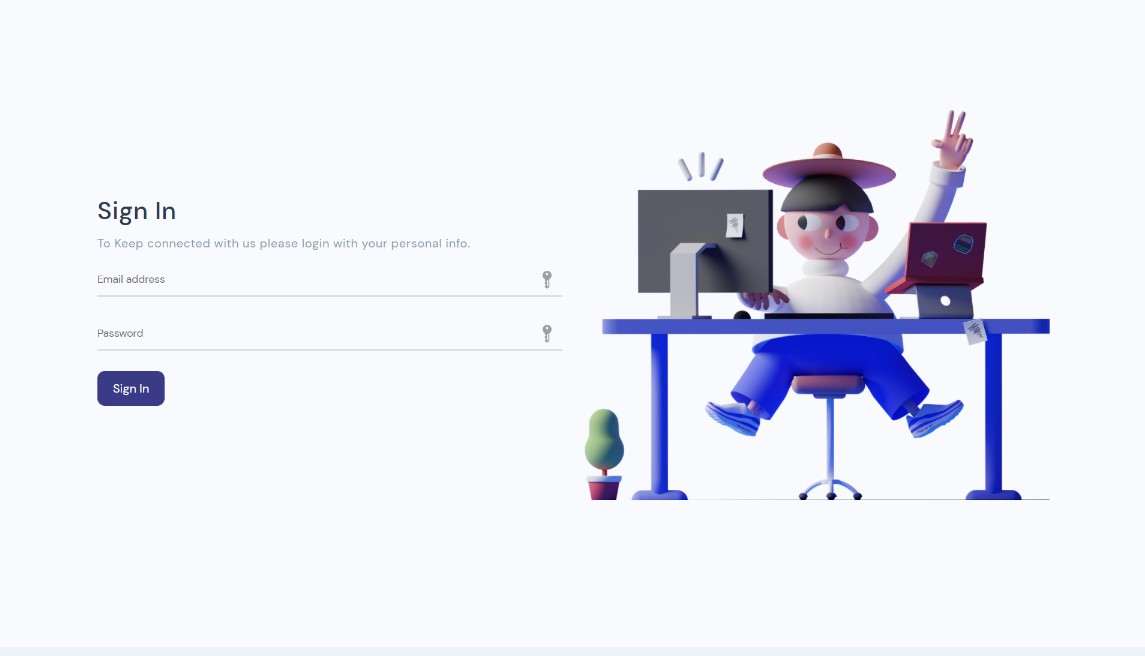 Sign In
To Keep connected with us please login with your personal info.
Email address
Password
Sign In